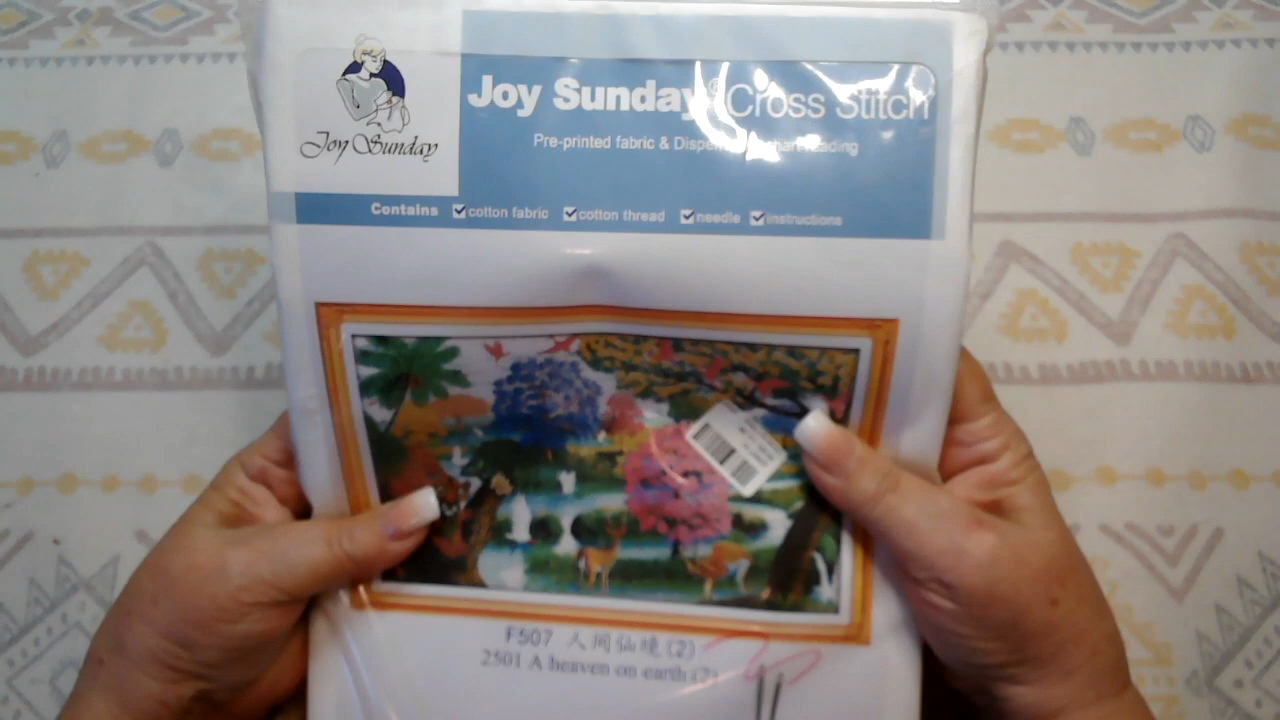 Joy Sunday
Joy Sunday® Cross Stitch
Pre-printed fabric & reading
Contains cotton fabric cotton thread needle instructions
F507 人间仙境(2)
2501 A heaven on earth (2)